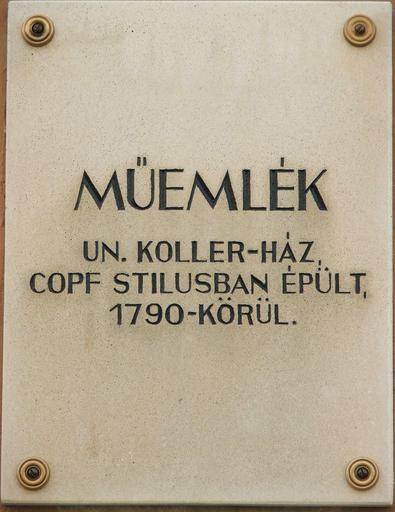 MŰEMLÉK
UN. KOLLER-HÁZ,
COPF STILUSBAN ÉPÜLT,
1790-KÖRÜL.